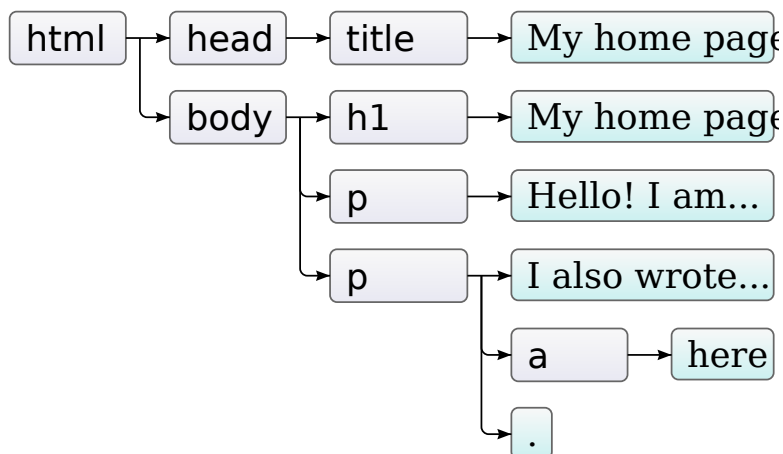 html head title My home page
body h1 My home page
p Hello! I am...
p I also wrote...
a here
.